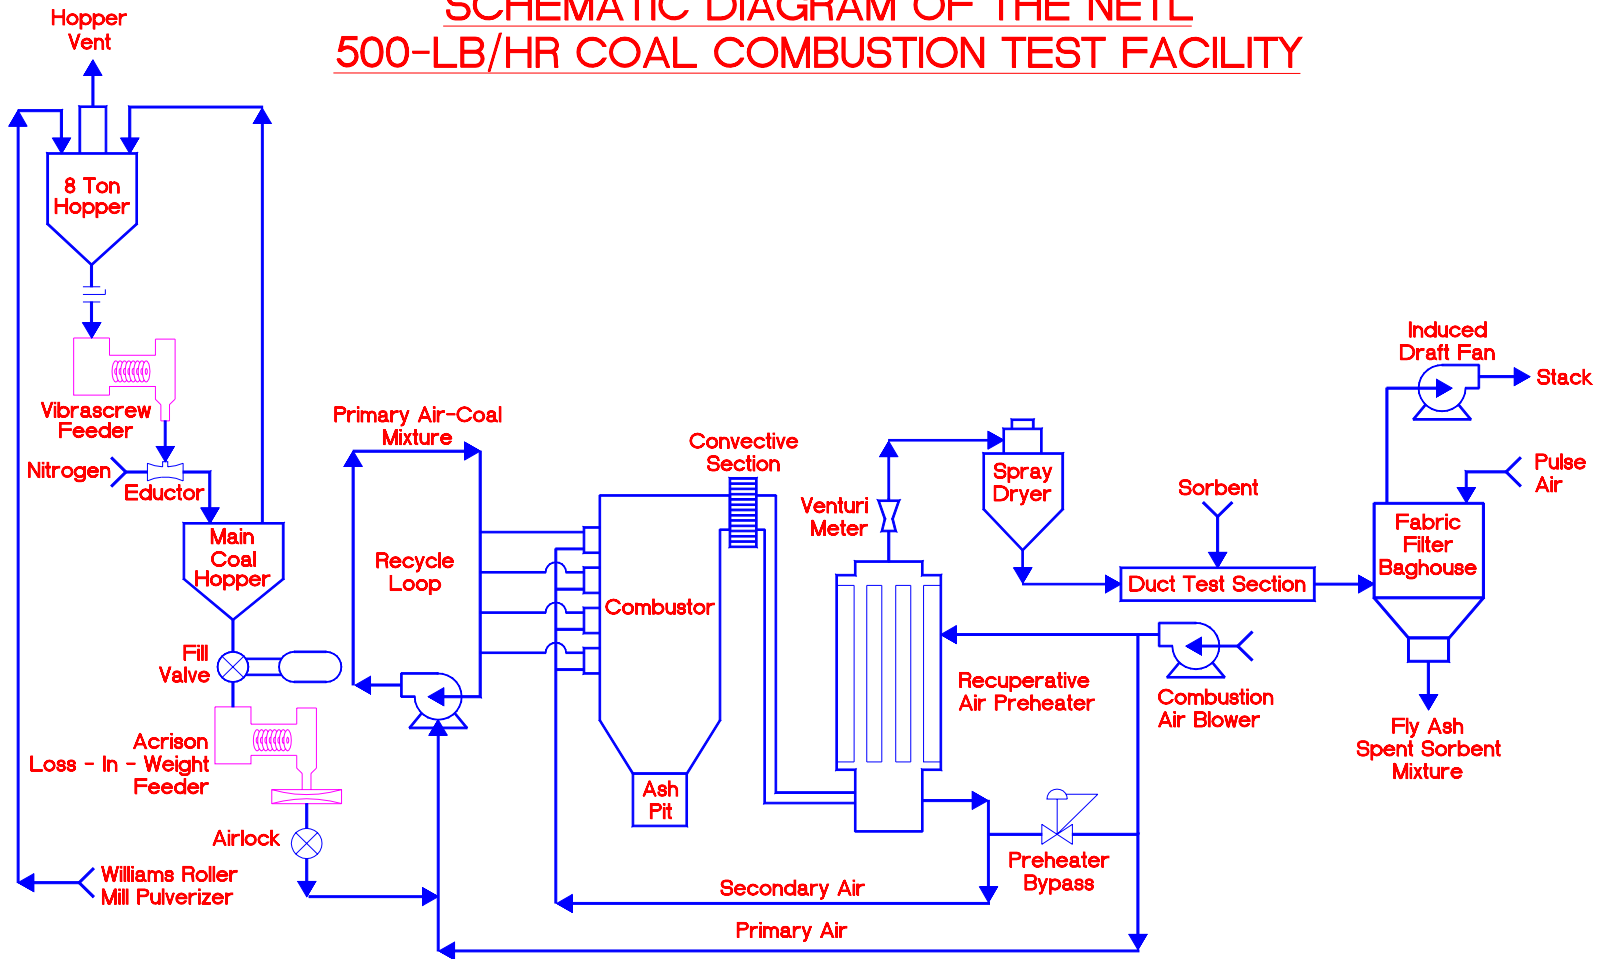 SCHEMATIC DIAGRAM OF THE NETL
500-LB/HR COAL COMBUSTION TEST FACILITY
Hopper
Vent
8 Ton
Hopper
Vibrascrew
Feeder
Nitrogen
Eductor
Main
Coal
Hopper
Fill
Valve
Acrison
Loss - In - Weight
Feeder
Airlock
Williams Roller
Mill Pulverizer
Primary Air-Coal
Mixture
Recycle
Loop
Convective
Section
Combustor
Ash
Pit
Venturi
Meter
Spray
Dryer
Sorbent
Duct Test Section
Induced
Draft Fan
Stack
Pulse
Air
Fabric
Filter
Baghouse
Recuperative
Air Preheater
Combustion
Air Blower
Fly Ash
Spent Sorbent
Mixture
Preheater
Bypass
Secondary Air
Primary Air